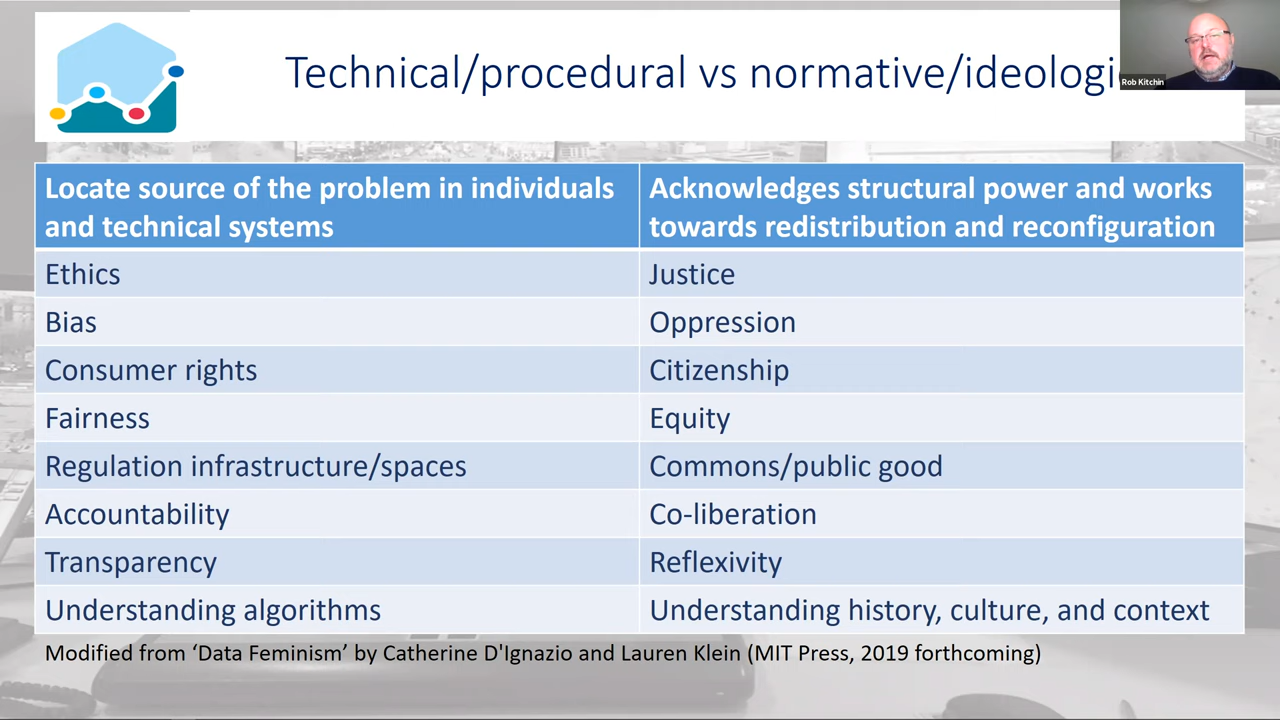 Technical/procedural vs normative/ideologi
Rob Kitchin
Locate source of the problem in individuals
and technical systems
Acknowledges structural power and works
towards redistribution and reconfiguration
Ethics
Justice
Bias
Oppression
Consumer rights
Citizenship
Fairness
Equity
Regulation infrastructure/spaces
Commons/public good
Accountability
Co-liberation
Transparency
Reflexivity
Understanding algorithms
Understanding history, culture, and context
Modified from ‘Data Feminism’ by Catherine D'Ignazio and Lauren Klein (MIT Press, 2019 forthcoming)